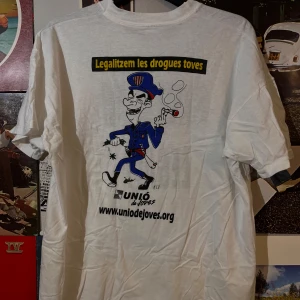 Legalitzem les drogues toves
UNIÓ
de JOVES
www.uniodejoves.org